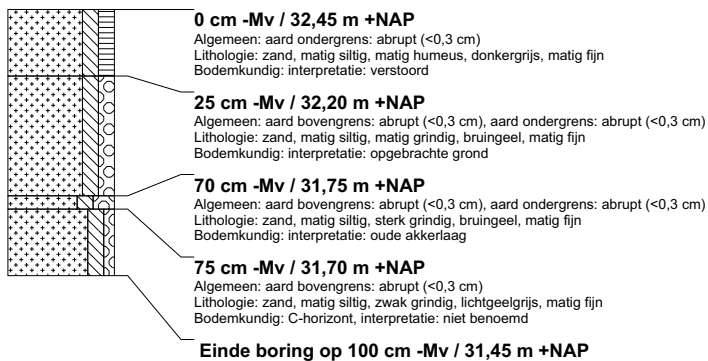 0 cm -Mv / 32,45 m +NAP
Algemeen: aard ondergrens: abrupt (<0,3 cm)
Lithologie: zand, matig siltig, matig humeus, donkergrijs, matig fijn
Bodemkundig: interpretatie: verstoord
25 cm -Mv / 32,20 m +NAP
Algemeen: aard bovengrens: abrupt (<0,3 cm), aard ondergrens: abrupt (<0,3 cm)
Lithologie: zand, matig siltig, matig grindig, bruingeel, matig fijn
Bodemkundig: interpretatie: opgebrachte grond
70 cm -Mv / 31,75 m +NAP
Algemeen: aard bovengrens: abrupt (<0,3 cm), aard ondergrens: abrupt (<0,3 cm)
Lithologie: zand, matig siltig, sterk grindig, bruingeel, matig fijn
Bodemkundig: interpretatie: oude akkerlaag
75 cm -Mv / 31,70 m +NAP
Algemeen: aard bovengrens: abrupt (<0,3 cm)
Lithologie: zand, matig siltig, zwak grindig, lichtgeelgrijs, matig fijn
Bodemkundig: C-horizont, interpretatie: niet benoemd
Einde boring op 100 cm -Mv / 31,45 m +NAP